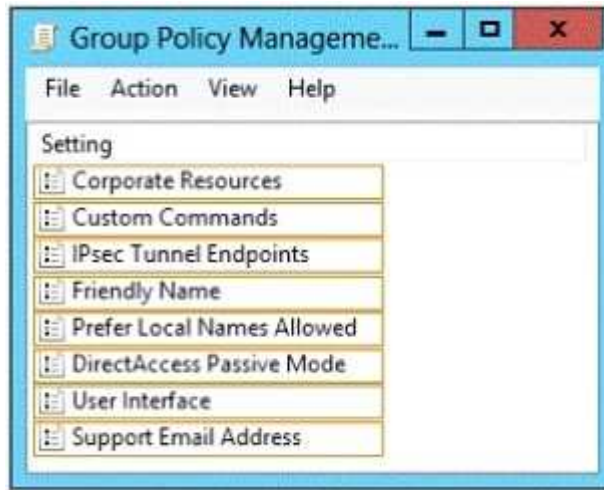 Group Policy Manageme...
File Action View Help
Setting
Corporate Resources
Custom Commands
IPsec Tunnel Endpoints
Friendly Name
Prefer Local Names Allowed
DirectAccess Passive Mode
User Interface
Support Email Address